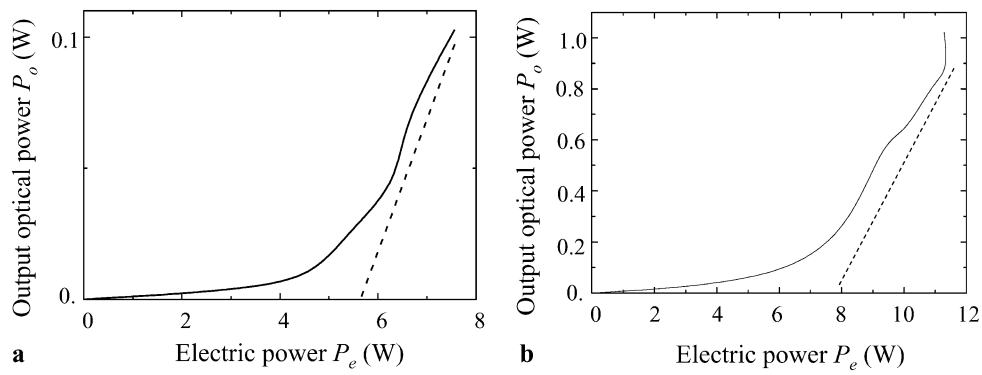 Output optical power Pₒ (W)
0.1
0.
0 2 4 6 8
a Electric power Pₑ (W)
Output optical power Pₒ (W)
1.0
0.8
0.6
0.4
0.2
0.
0 2 4 6 8 10 12
b Electric power Pₑ (W)